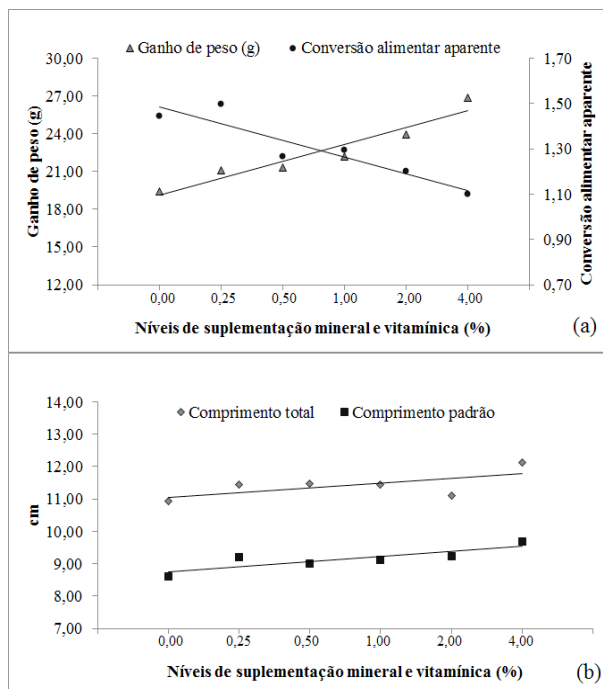 Ganho de peso (g)
Conversão alimentar aparente
30,00
27,00
24,00
21,00
18,00
15,00
12,00
Ganho de peso (g)
1,70
1,50
1,30
1,10
0,90
0,70
Conversão alimentar aparente
0,00 0,25 0,50 1,00 2,00 4,00
Níveis de suplementação mineral e vitamínica (%)
(a)
Comprimento total
Comprimento padrão
14,00
13,00
12,00
11,00
10,00
9,00
8,00
7,00
cm
0,00 0,25 0,50 1,00 2,00 4,00
Níveis de suplementação mineral e vitamínica (%)
(b)